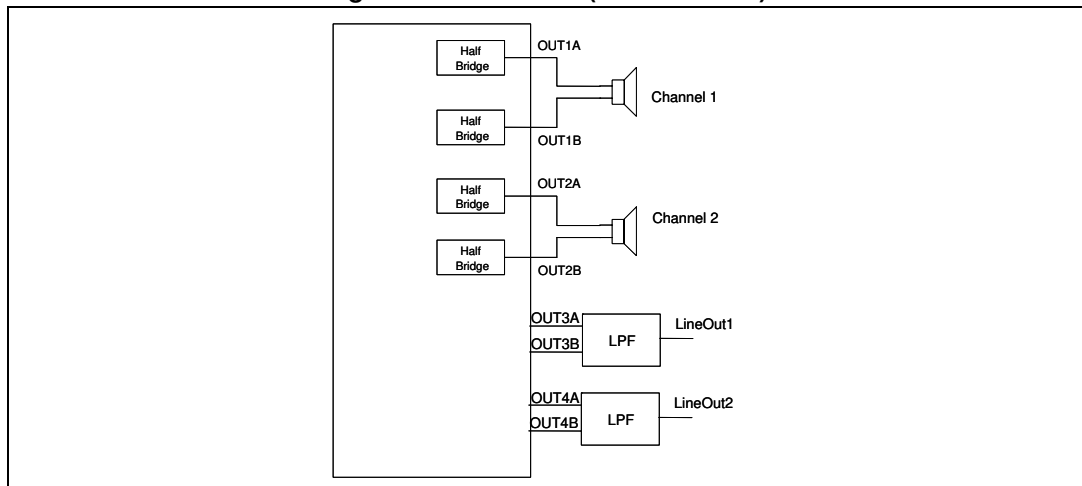 Half
Bridge
OUT1A
Channel 1
Half
Bridge
OUT1B
Half
Bridge
OUT2A
Channel 2
Half
Bridge
OUT2B
OUT3A
OUT3B
LPF
LineOut1
OUT4A
OUT4B
LPF
LineOut2